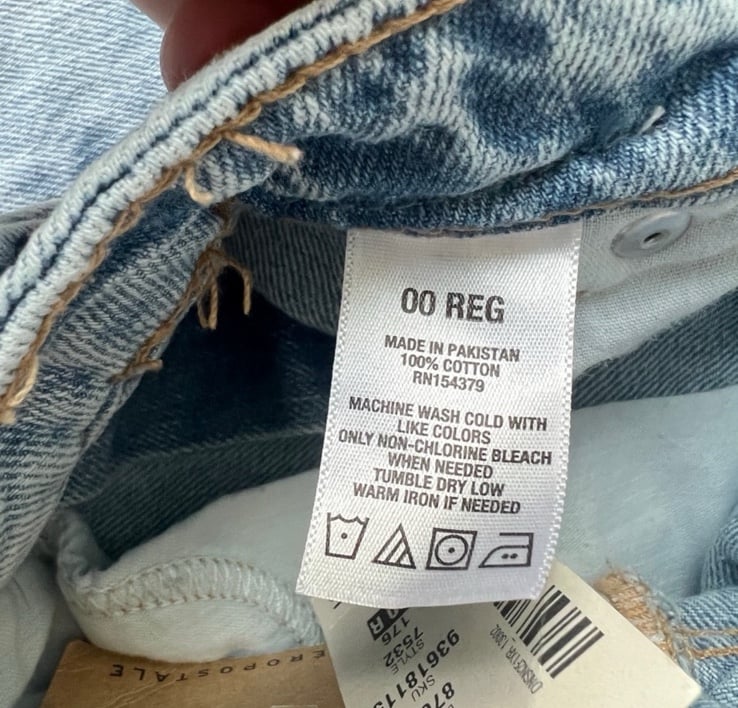 00 REG
MADE IN PAKISTAN
100% COTTON
RN154379
MACHINE WASH COLD WITH
LIKE COLORS
ONLY NON-CHLORINE BLEACH
WHEN NEEDED
TUMBLE DRY LOW
WARM IRON IF NEEDED
176
STYLE
7532
SKU
ROPOSTALE